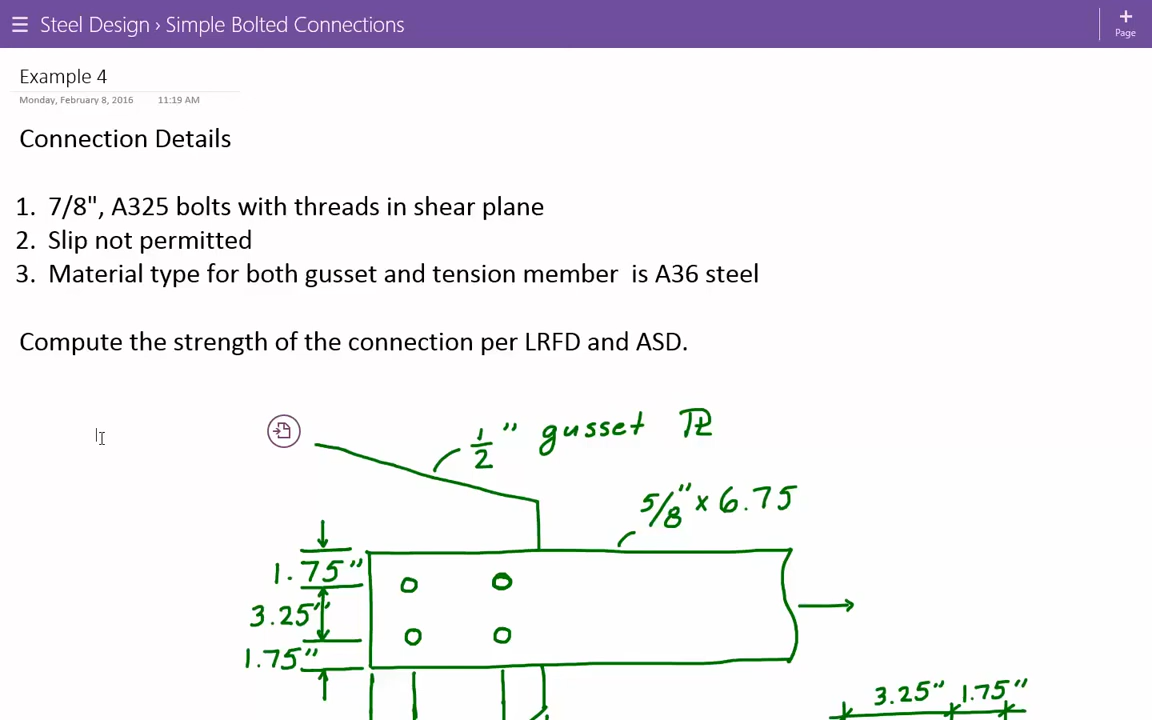 Steel Design › Simple Bolted Connections
Page
Example 4
Monday, February 8, 2016 11:19 AM
Connection Details
1. 7/8", A325 bolts with threads in shear plane
2. Slip not permitted
3. Material type for both gusset and tension member is A36 steel
Compute the strength of the connection per LRFD and ASD.
1/2" gusset PL
5/8" x 6.75
1.75"
3.25"
1.75"
3.25" 1.75"